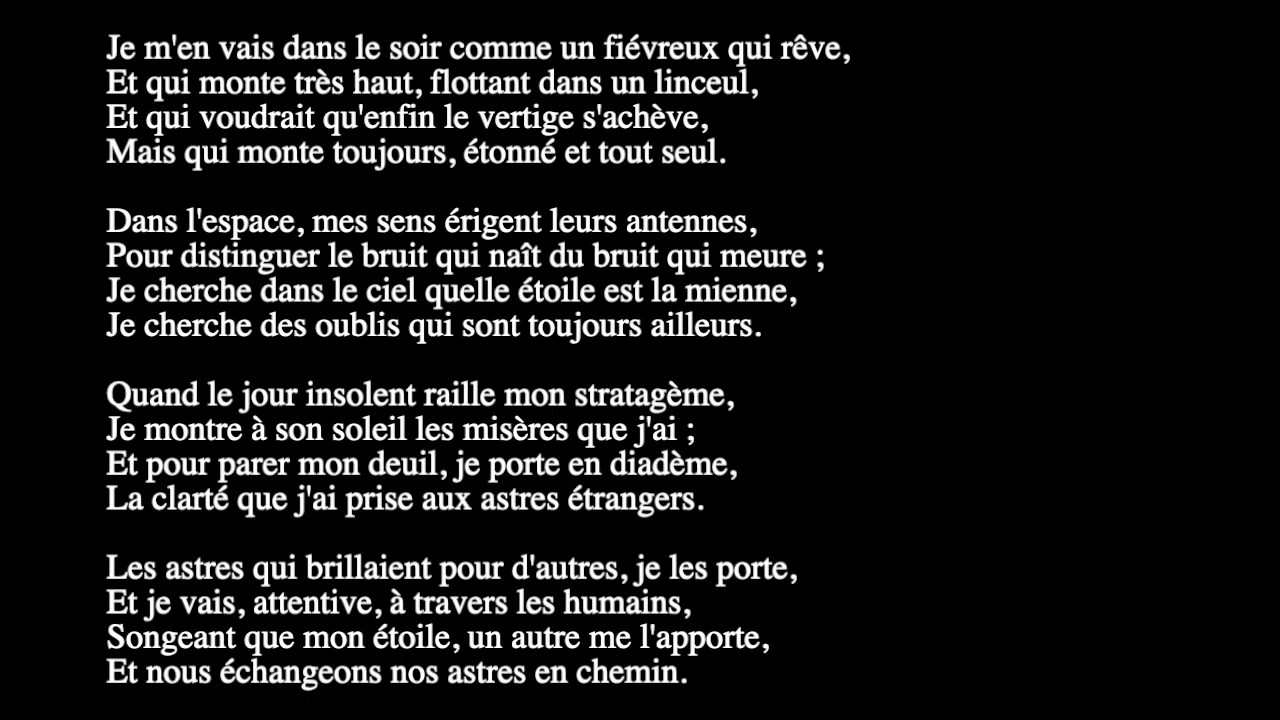 Je m'en vais dans le soir comme un fiévreux qui rêve,
Et qui monte très haut, flottant dans un linceul,
Et qui voudrait qu'enfin le vertige s'achève,
Mais qui monte toujours, étonné et tout seul.

Dans l'espace, mes sens érigent leurs antennes,
Pour distinguer le bruit qui naît du bruit qui meure ;
Je cherche dans le ciel quelle étoile est la mienne,
Je cherche des oublis qui sont toujours ailleurs.

Quand le jour insolent raille mon stratagème,
Je montre à son soleil les misères que j'ai ;
Et pour parer mon deuil, je porte en diadème,
La clarté que j'ai prise aux astres étrangers.

Les astres qui brillaient pour d'autres, je les porte,
Et je vais, attentive, à travers les humains,
Songeant que mon étoile, un autre me l'apporte,
Et nous échangeons nos astres en chemin.